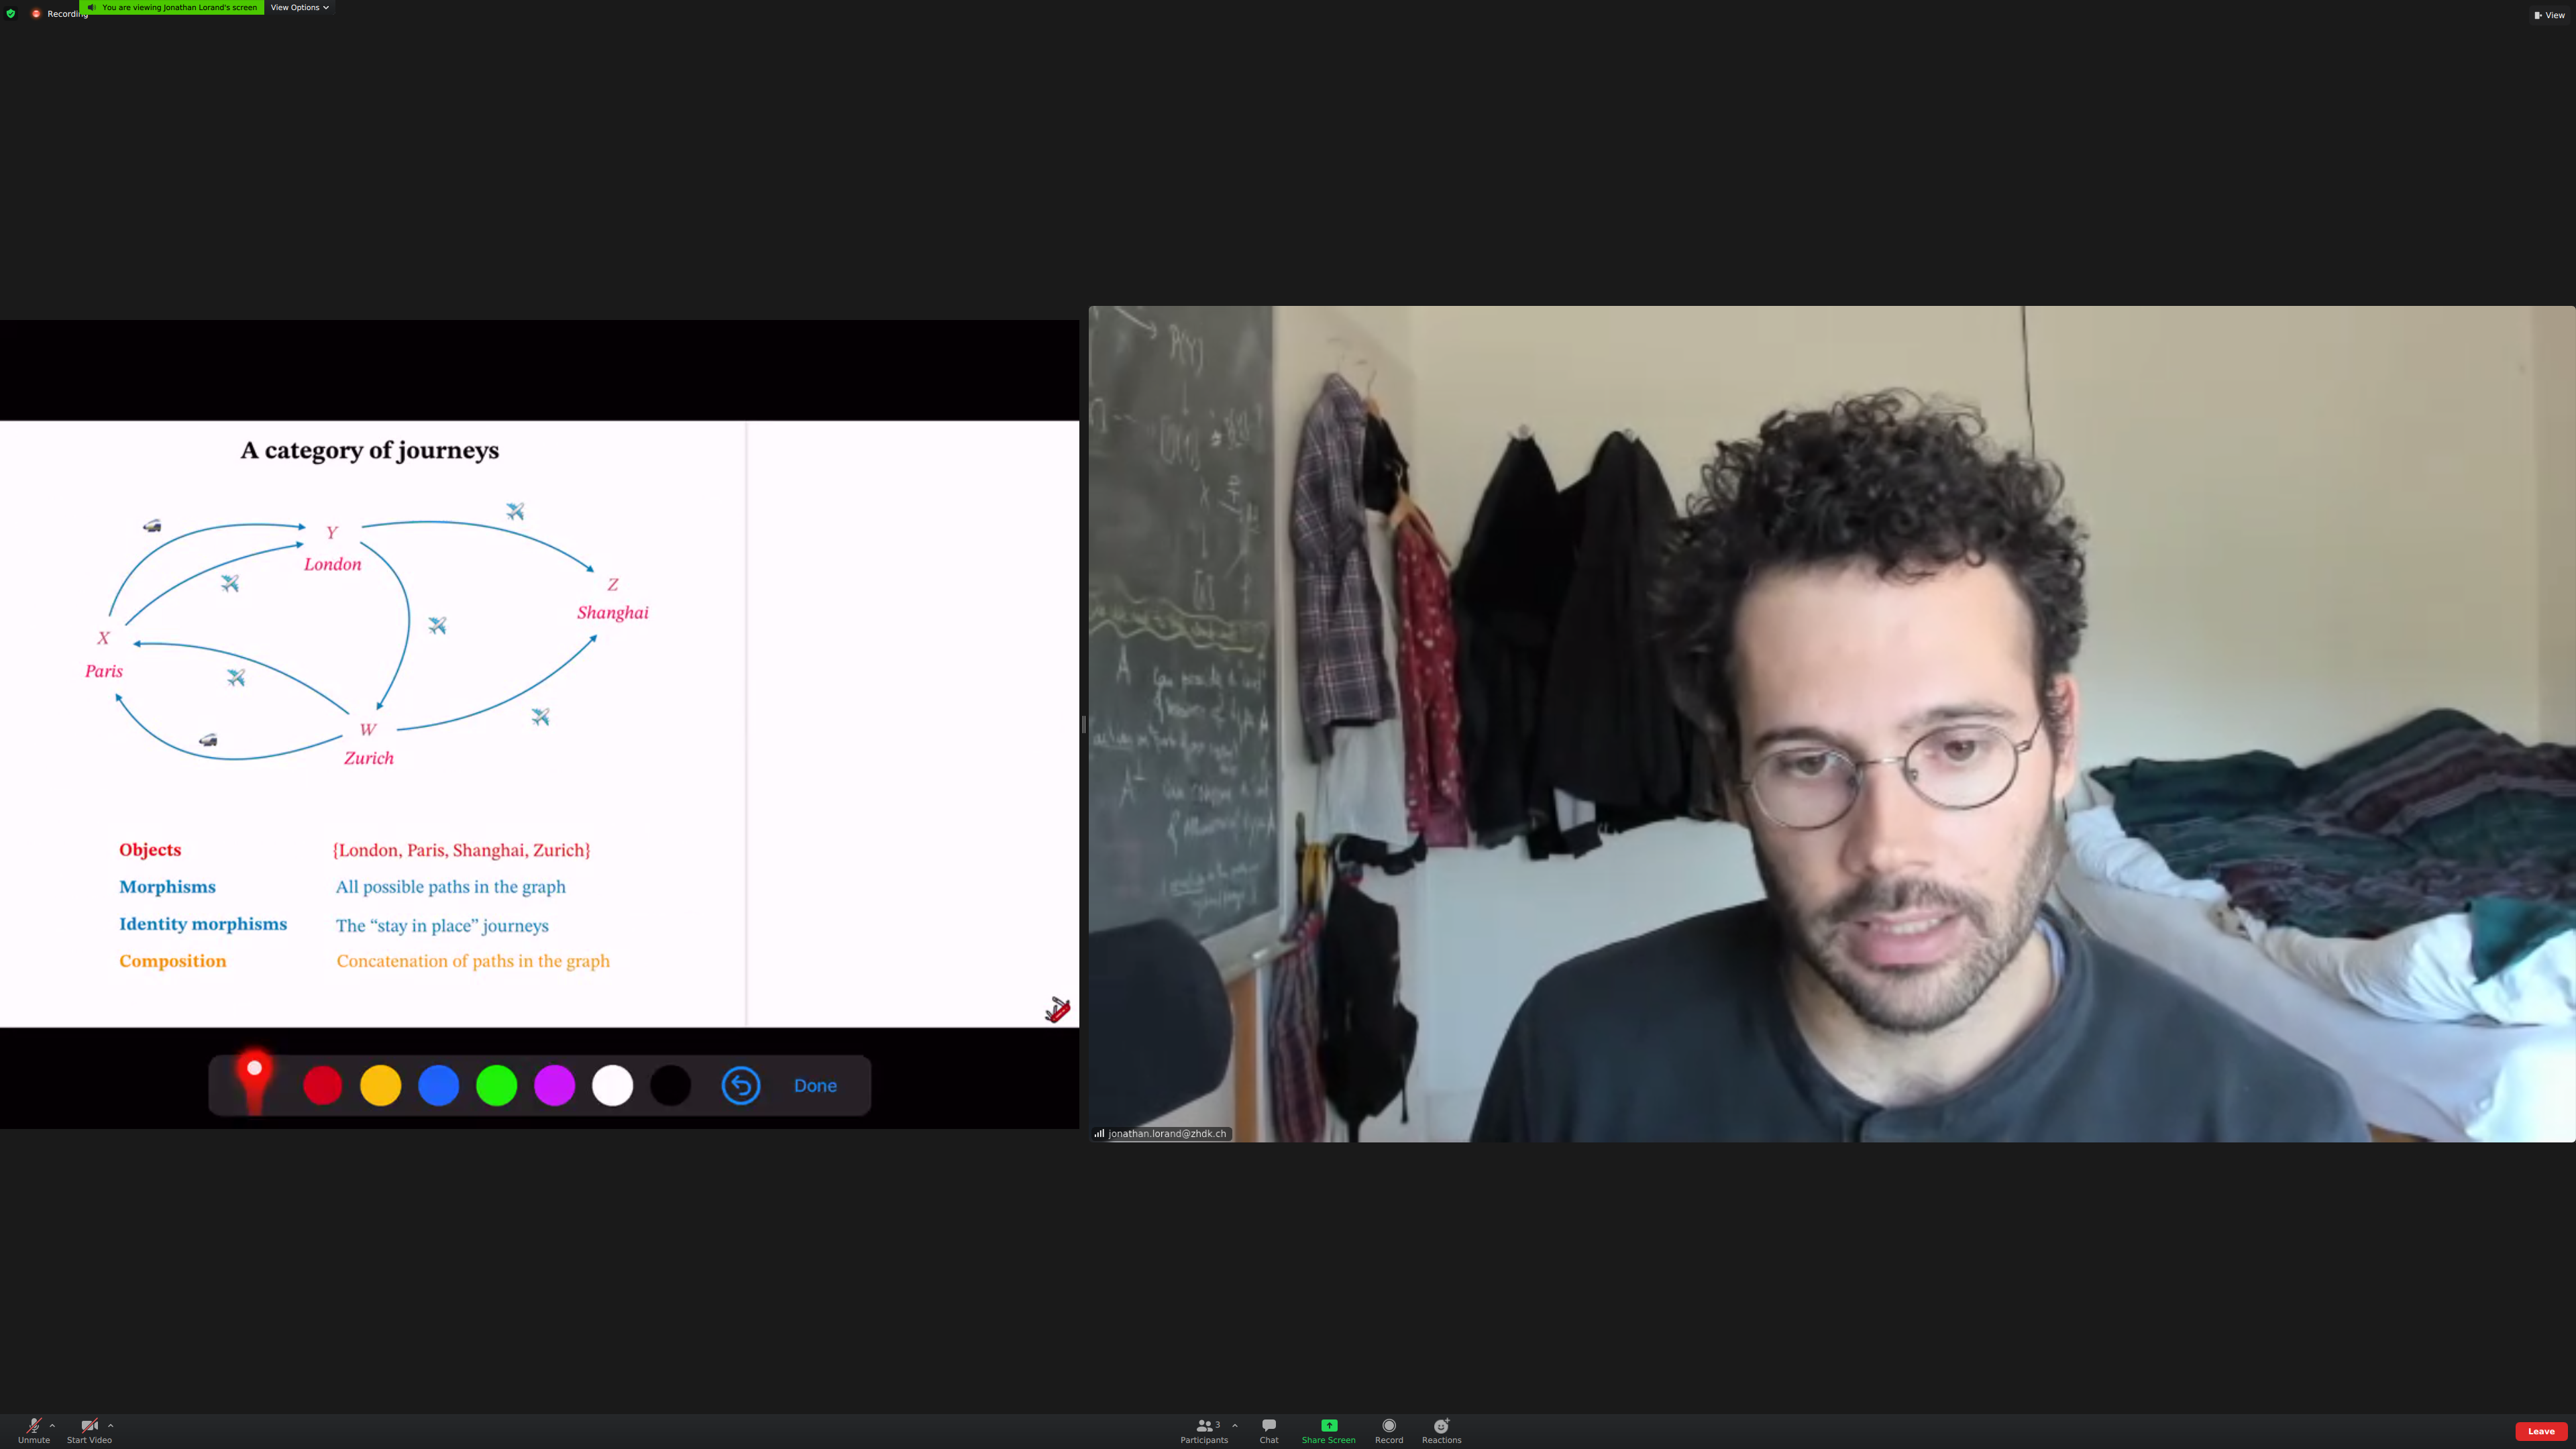 Recording
You are viewing Jonathan Lorand's screen
View Options
View
A category of journeys
Y
London
Z
Shanghai
X
Paris
W
Zurich
Objects {London, Paris, Shanghai, Zurich}
Morphisms All possible paths in the graph
Identity morphisms The “stay in place” journeys
Composition Concatenation of paths in the graph
Done
P(Y)
A
jonathan.lorand@zhdk.ch
Unmute
Start Video
3
Participants
Chat
Share Screen
Record
Reactions
Leave